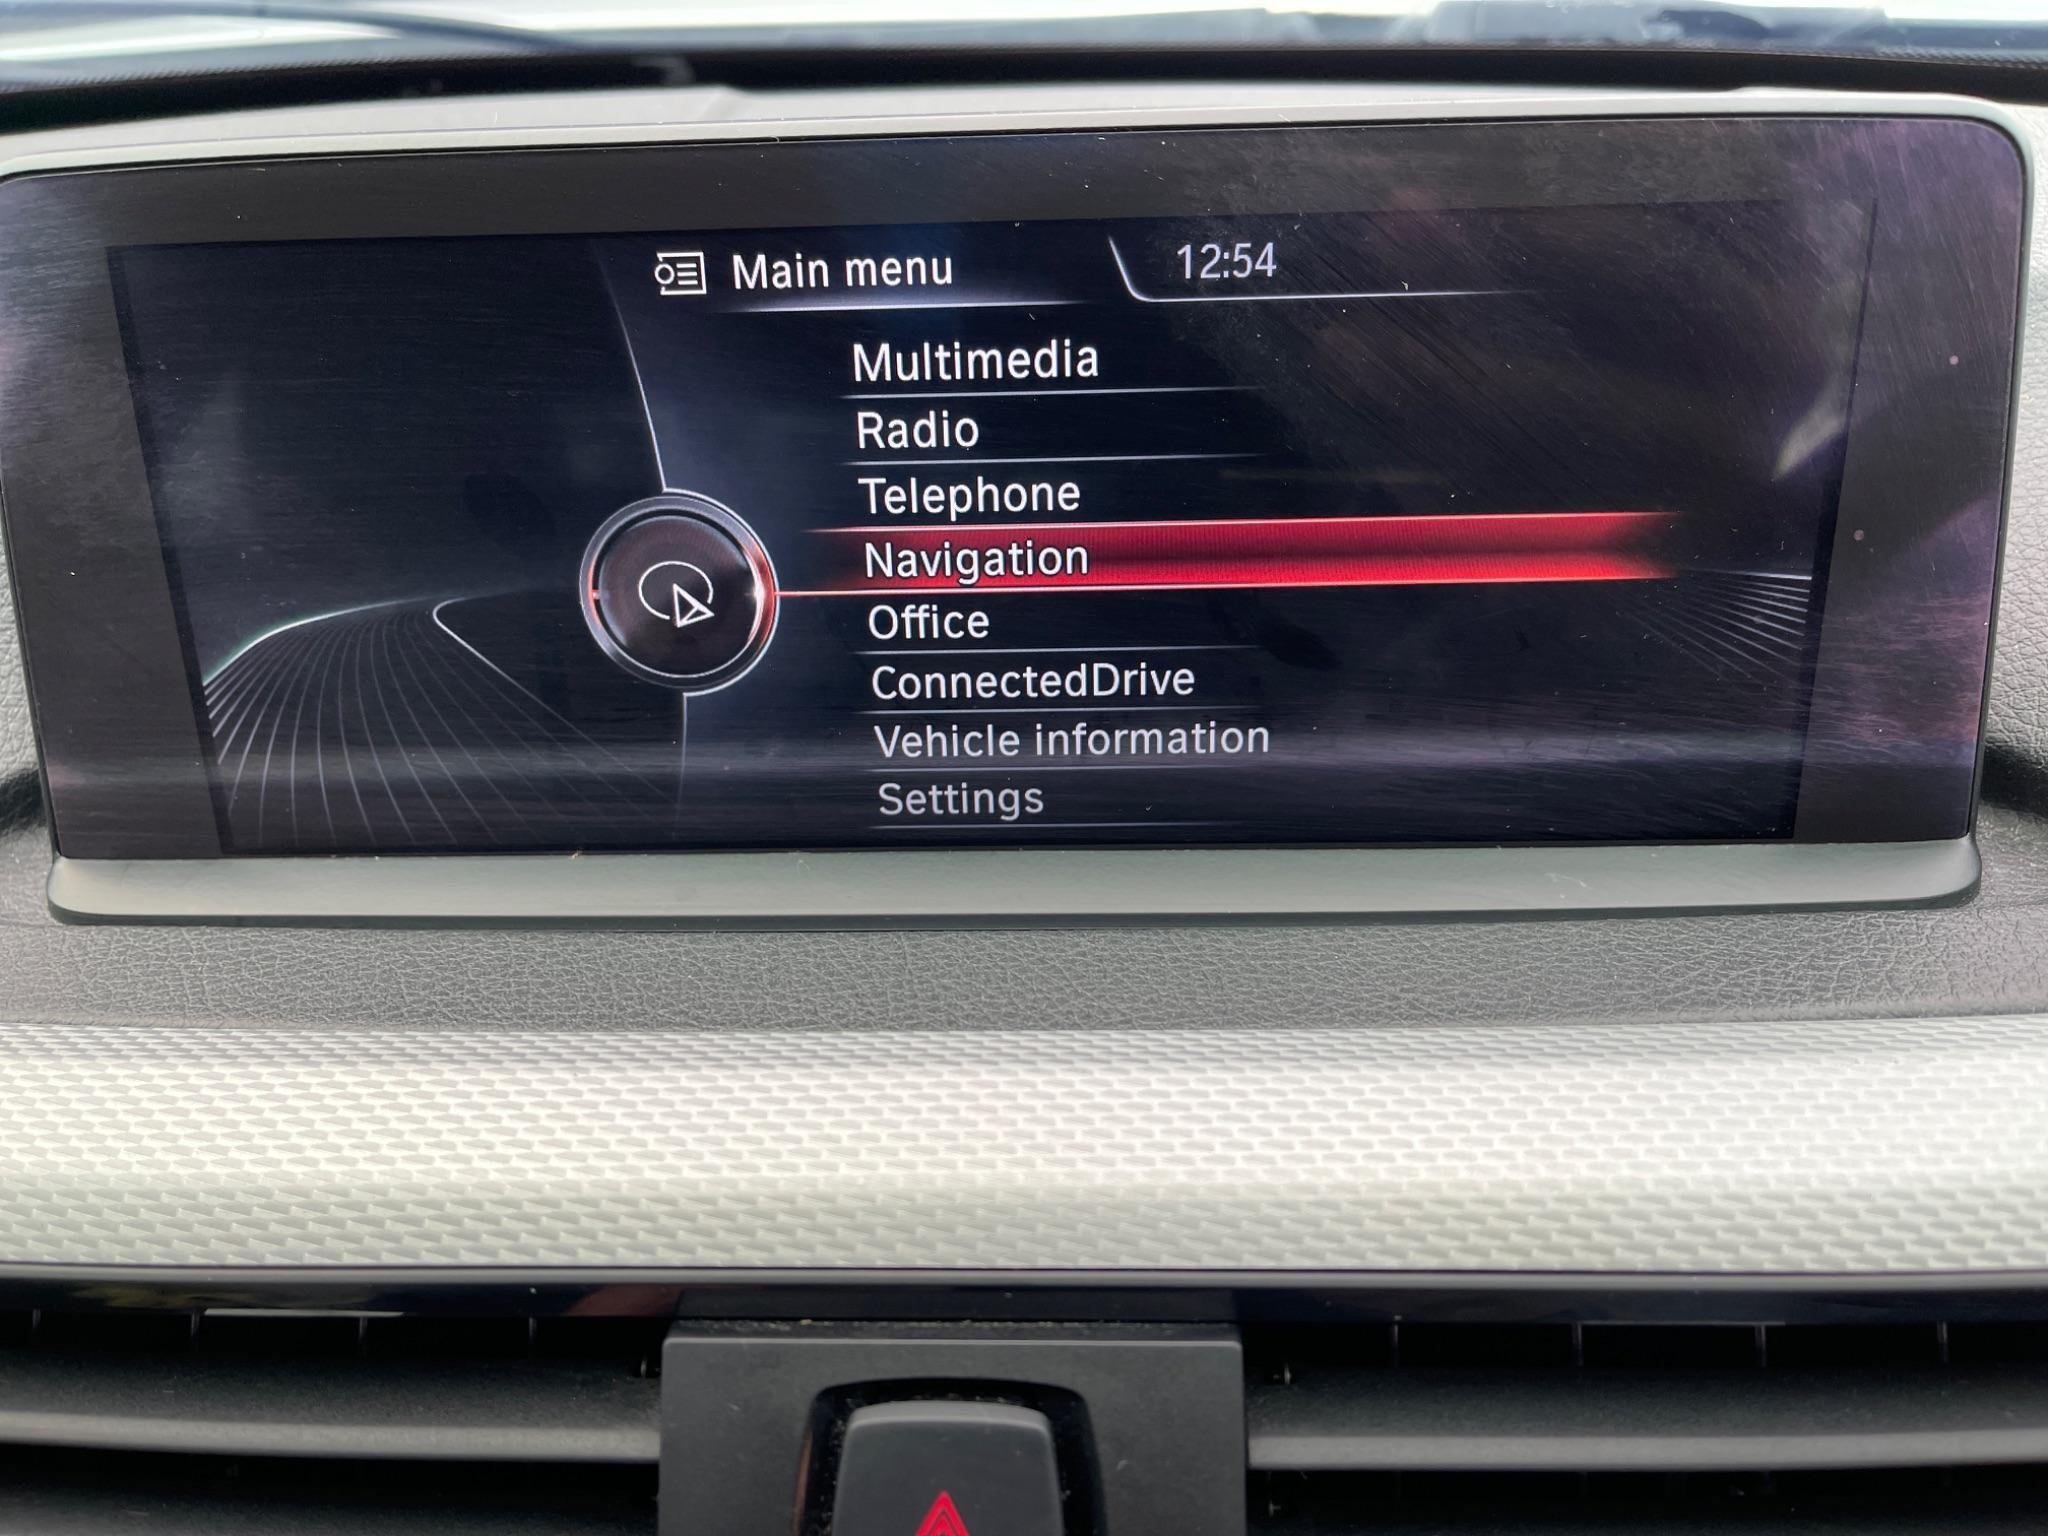 Main menu
12:54
Multimedia
Radio
Telephone
Navigation
Office
ConnectedDrive
Vehicle information
Settings